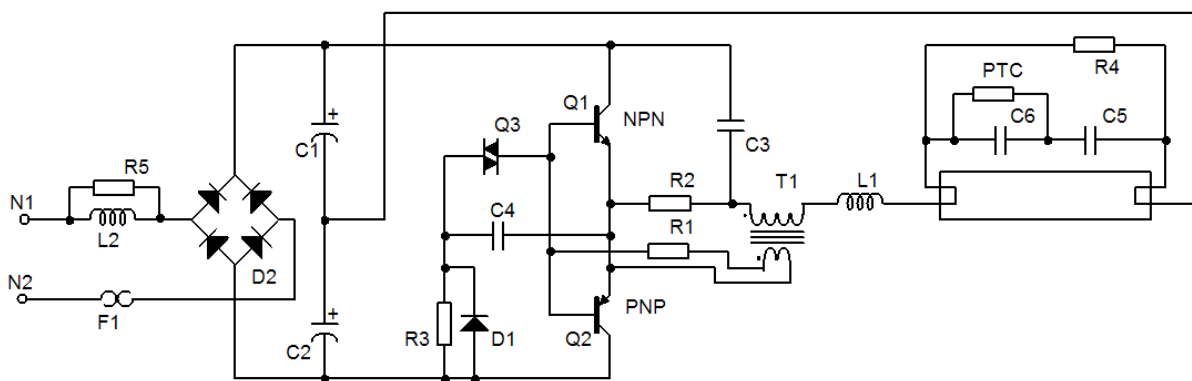 N1
R5
L2
N2
F1
D2
+
C1
+
C2
Q3
C4
R3
D1
Q1
NPN
Q2
PNP
R2
R1
C3
T1
L1
R4
PTC
C6
C5